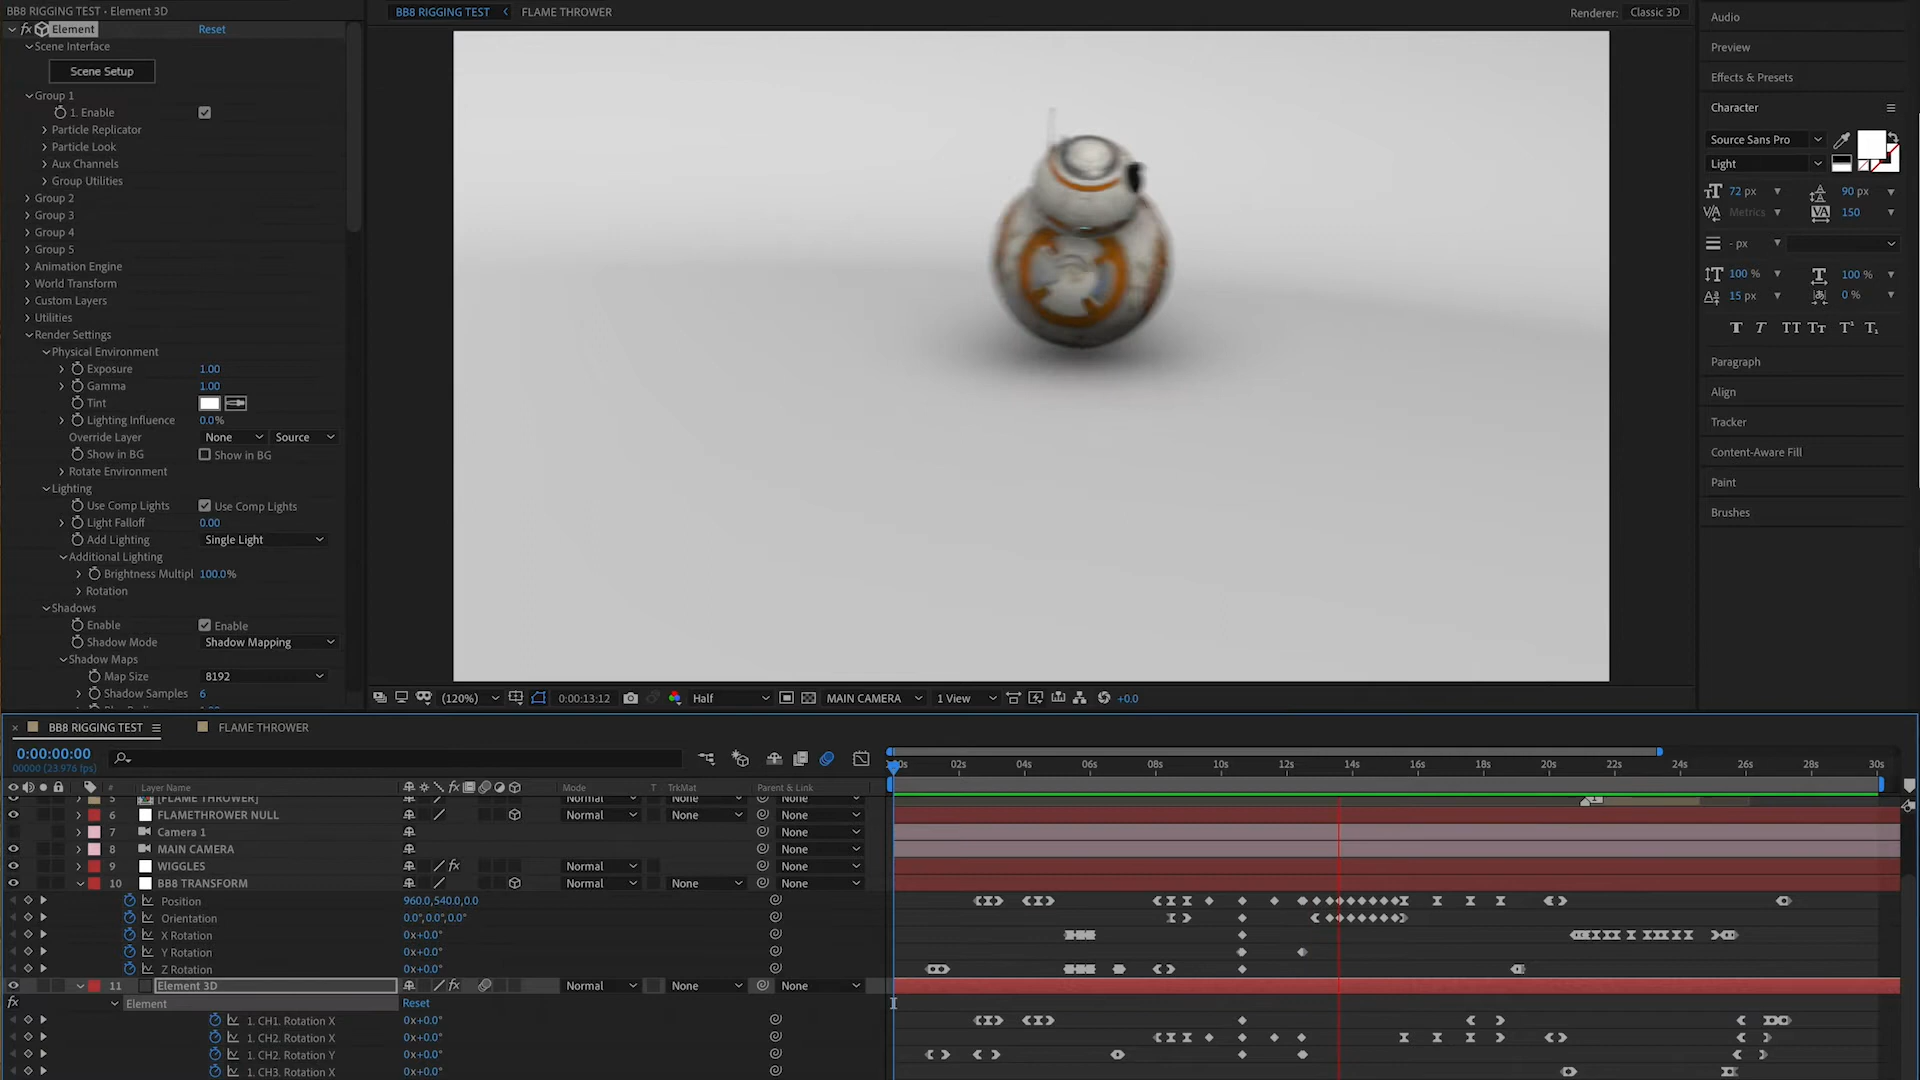 BB8 RIGGING TEST • Element 3D
BB8 RIGGING TEST
FLAME THROWER
Renderer: Classic 3D
fx Element Reset
Scene Interface
Scene Setup
Group 1
1. Enable
Particle Replicator
Particle Look
Aux Channels
Group Utilities
Group 2
Group 3
Group 4
Group 5
Animation Engine
World Transform
Custom Layers
Utilities
Render Settings
Physical Environment
Exposure 1.00
Gamma 1.00
Tint
Lighting Influence 0.0%
Override Layer None Source
Show in BG Show in BG
Rotate Environment
Lighting
Use Comp Lights Use Comp Lights
Light Falloff 0.00
Add Lighting Single Light
Additional Lighting
Brightness Multipl 100.0%
Rotation
Shadows
Enable Enable
Shadow Mode Shadow Mapping
Shadow Maps
Map Size 8192
Shadow Samples 6
Audio
Preview
Effects & Presets
Character
Source Sans Pro
Light
72 px 90 px
Metrics 150
- px
100 % 100 %
15 px 0 %
T T TT Tt T¹ T₁
Paragraph
Align
Tracker
Content-Aware Fill
Paint
Brushes
(120%) 0:00:13:12 Half MAIN CAMERA 1 View +0.0
BB8 RIGGING TEST FLAME THROWER
0:00:00:00
00000 (23.976 fps)
02s 04s 06s 08s 10s 12s 14s 16s 18s 20s 22s 24s 26s 28s 30s
# Layer Name fx Mode T TrkMat Parent & Link
5 [FLAME THROWER] Normal None None
6 FLAMETHROWER NULL Normal None None
7 Camera 1 None
8 MAIN CAMERA None
9 WIGGLES fx Normal None
10 BB8 TRANSFORM Normal None None
Position 960.0,540.0,0.0
Orientation 0.0°,0.0°,0.0°
X Rotation 0x+0.0°
Y Rotation 0x+0.0°
Z Rotation 0x+0.0°
11 Element 3D fx Normal None None
fx Element Reset
1. CH1. Rotation X 0x+0.0°
1. CH2. Rotation X 0x+0.0°
1. CH2. Rotation Y 0x+0.0°
1. CH3. Rotation X 0x+0.0°